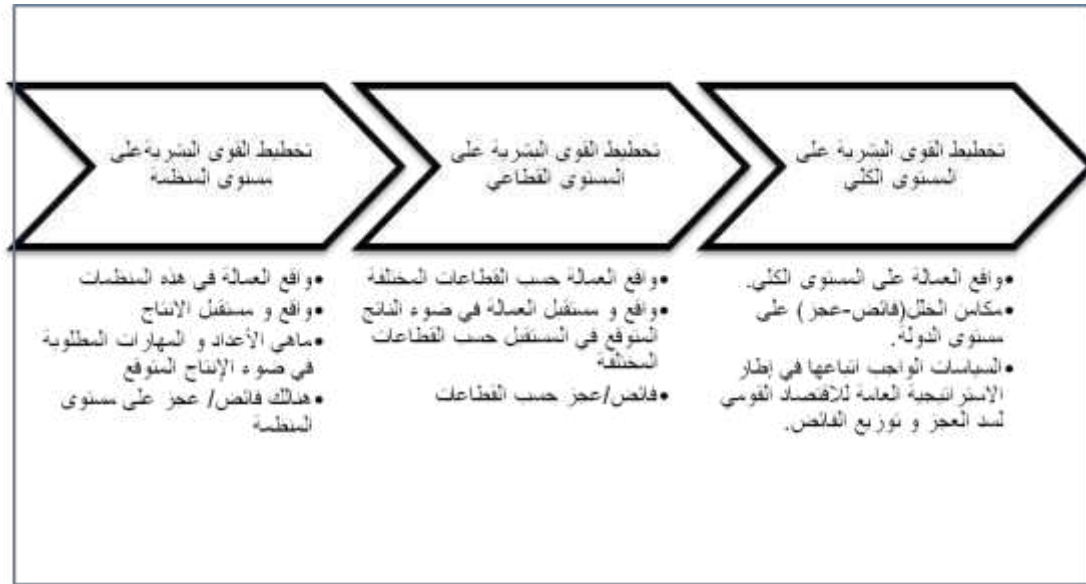 تخطيط القوى البشرية على
المستوى الكلي
•واقع العمالة على المستوى الكلي.
•مكامن الخلل(فائض-عجز) على
مستوى الدولة.
•السياسات الواجب اتباعها في إطار
الاستراتيجية العامة للاقتصاد القومي
لسد العجز و توزيع الفائض.
تخطيط القوى البشرية على
المستوى القطاعي
•واقع العمالة حسب القطاعات المختلفة
•واقع و مستقبل العمالة في ضوء الناتج
المتوقع في المستقبل حسب القطاعات
المختلفة
•فائض/عجز حسب القطاعات
تخطيط القوى البشرية على
مستوى المنظمة
•واقع العمالة في هذه المنظمات
•واقع و مستقبل الانتاج
•ماهي الأعداد و المهارات المطلوبة
في ضوء الإنتاج المتوقع
•هنالك فائض/ عجز على مستوى
المنظمة